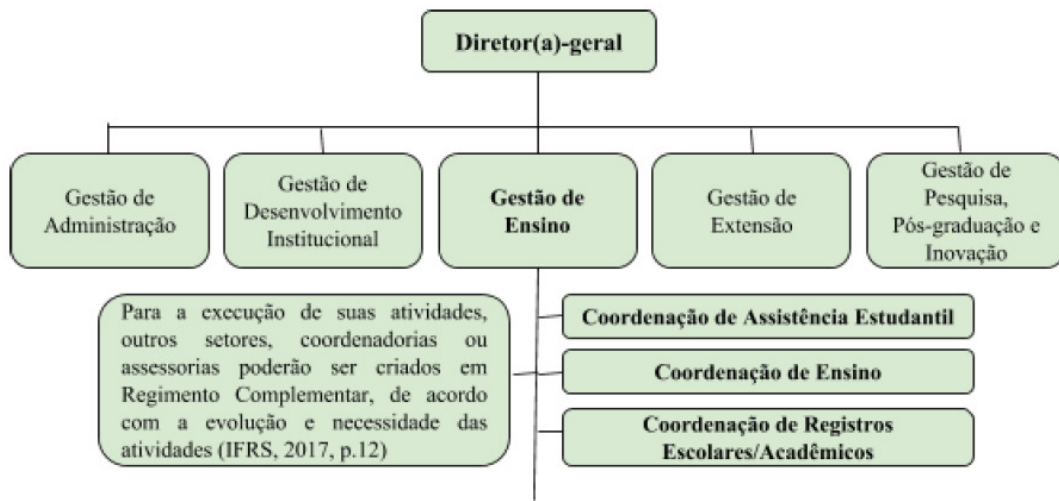 Diretor(a)-geral
Gestão de
Administração
Gestão de
Desenvolvimento
Institucional
Gestão de
Ensino
Gestão de
Extensão
Gestão de
Pesquisa,
Pós-graduação e
Inovação
Para a execução de suas atividades,
outros setores, coordenadorias ou
assessorias poderão ser criados em
Regimento Complementar, de acordo
com a evolução e necessidade das
atividades (IFRS, 2017, p.12)
Coordenação de Assistência Estudantil
Coordenação de Ensino
Coordenação de Registros
Escolares/Acadêmicos